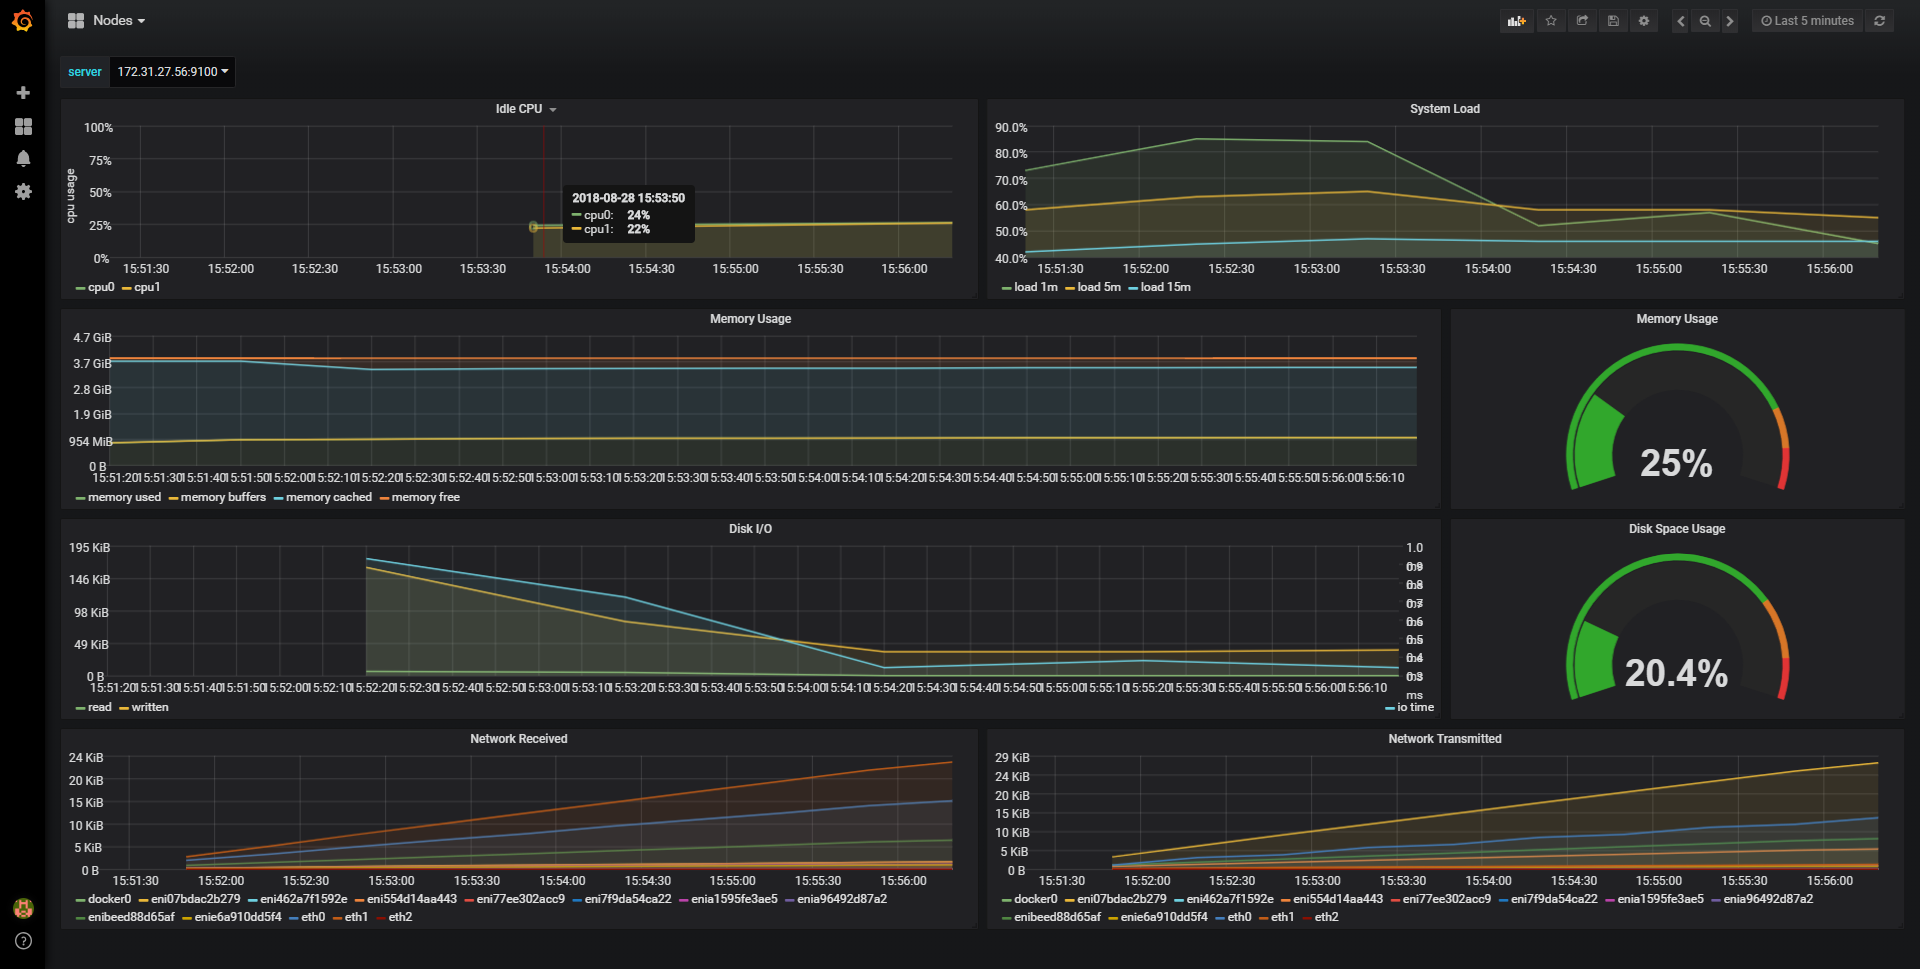 Nodes
Last 5 minutes
server 172.31.27.56:9100
Idle CPU
cpu usage
100%
75%
50%
25%
0%
2018-08-28 15:53:50
cpu0: 24%
cpu1: 22%
15:51:30 15:52:00 15:52:30 15:53:00 15:53:30 15:54:00 15:54:30 15:55:00 15:55:30 15:56:00
cpu0 cpu1
System Load
90.0%
80.0%
70.0%
60.0%
50.0%
40.0%
15:51:30 15:52:00 15:52:30 15:53:00 15:53:30 15:54:00 15:54:30 15:55:00 15:55:30 15:56:00
load 1m load 5m load 15m
Memory Usage
4.7 GiB
3.7 GiB
2.8 GiB
1.9 GiB
954 MiB
0 B
15:51:20 15:51:30 15:51:40 15:51:50 15:52:00 15:52:10 15:52:20 15:52:30 15:52:40 15:52:50 15:53:00 15:53:10 15:53:20 15:53:30 15:53:40 15:53:50 15:54:00 15:54:10 15:54:20 15:54:30 15:54:40 15:54:50 15:55:00 15:55:10 15:55:20 15:55:30 15:55:40 15:55:50 15:56:00 15:56:10
memory used memory buffers memory cached memory free
Memory Usage
25%
Disk I/O
195 KiB
146 KiB
98 KiB
49 KiB
0 B
1.0
ms
0.9
ms
0.8
ms
0.7
ms
0.6
ms
0.5
ms
0.4
ms
0.3
ms
15:51:20 15:51:30 15:51:40 15:51:50 15:52:00 15:52:10 15:52:20 15:52:30 15:52:40 15:52:50 15:53:00 15:53:10 15:53:20 15:53:30 15:53:40 15:53:50 15:54:00 15:54:10 15:54:20 15:54:30 15:54:40 15:54:50 15:55:00 15:55:10 15:55:20 15:55:30 15:55:40 15:55:50 15:56:00 15:56:10
read written io time
Disk Space Usage
20.4%
Network Received
24 KiB
20 KiB
15 KiB
10 KiB
5 KiB
0 B
15:51:30 15:52:00 15:52:30 15:53:00 15:53:30 15:54:00 15:54:30 15:55:00 15:55:30 15:56:00
docker0 eni07bdac2b279 eni462a7f1592e eni554d14aa443 eni77ee302acc9 eni7f9da54ca22 enia1595fe3ae5 enia96492d87a2
enibeed88d65af enie6a910dd5f4 eth0 eth1 eth2
Network Transmitted
29 KiB
24 KiB
20 KiB
15 KiB
10 KiB
5 KiB
0 B
15:51:30 15:52:00 15:52:30 15:53:00 15:53:30 15:54:00 15:54:30 15:55:00 15:55:30 15:56:00
docker0 eni07bdac2b279 eni462a7f1592e eni554d14aa443 eni77ee302acc9 eni7f9da54ca22 enia1595fe3ae5 enia96492d87a2
enibeed88d65af enie6a910dd5f4 eth0 eth1 eth2